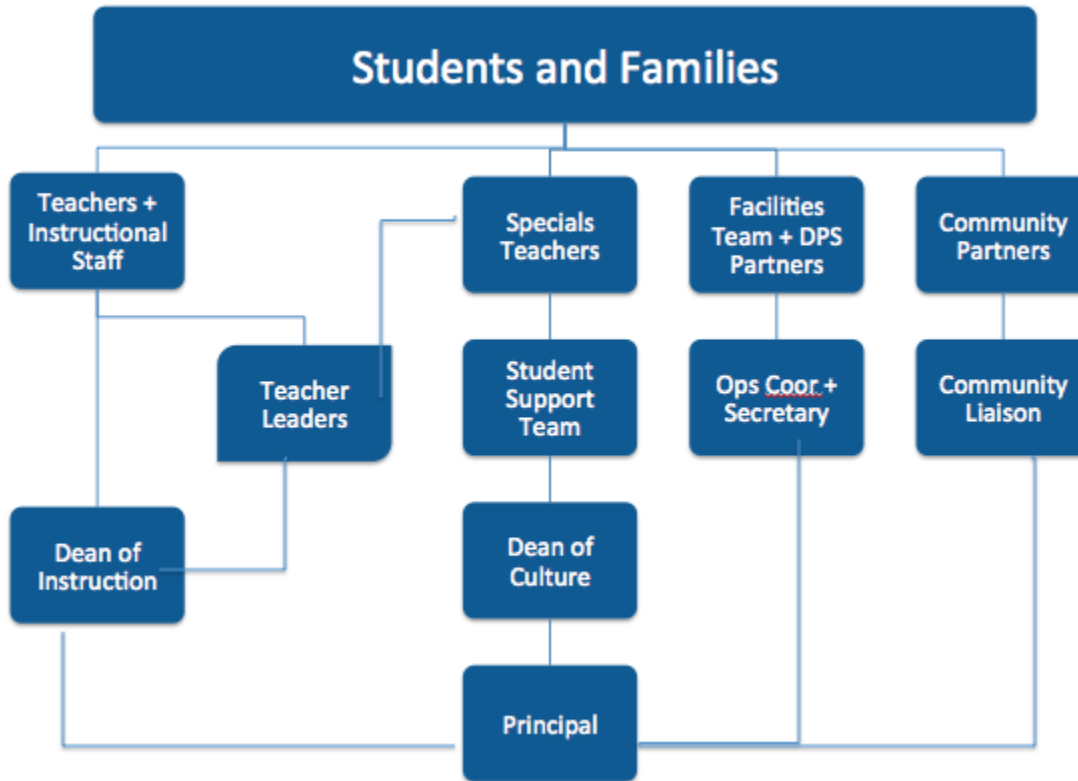 Students and Families
Teachers +
Instructional
Staff
Specials
Teachers
Facilities
Team + DPS
Partners
Community
Partners
Teacher
Leaders
Student
Support
Team
Ops Coor +
Secretary
Community
Liaison
Dean of
Instruction
Dean of
Culture
Principal